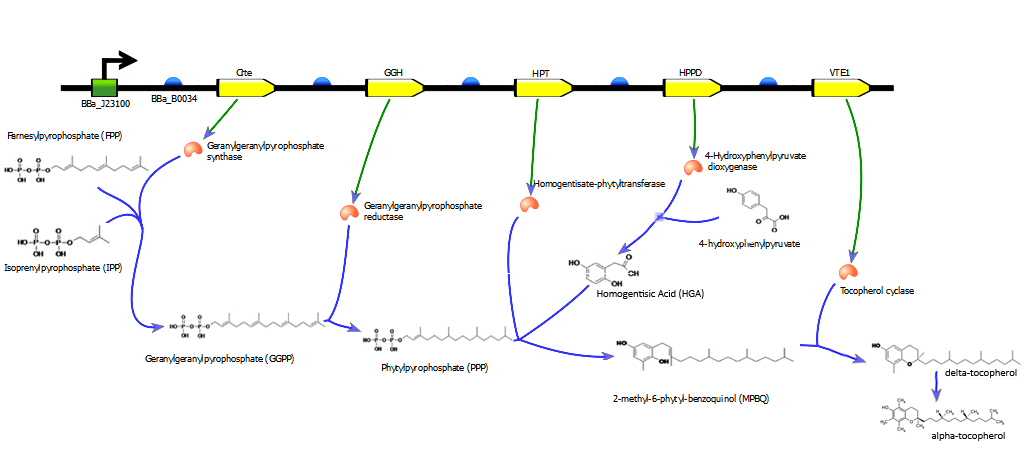 Crte
GGH
HPT
HPPD
VTE1
BBa_J23100
BBa_B0034
Farnesylpyrophosphate (FPP)
Geranylgeranylpyrophosphate
synthase
4-Hydroxyphenylpyruvate
dioxygenase
Homogentisate-phytyltransferase
Geranylgeranylpyrophosphate
reductase
4-hydroxyphenylpyruvate
Isoprenylpyrophosphate (IPP)
Homogentisic Acid (HGA)
Tocopherol cyclase
Geranylgeranylpyrophosphate (GGPP)
Phytylpyrophosphate (PPP)
delta-tocopherol
2-methyl-6-phytyl-benzoquinol (MPBQ)
alpha-tocopherol